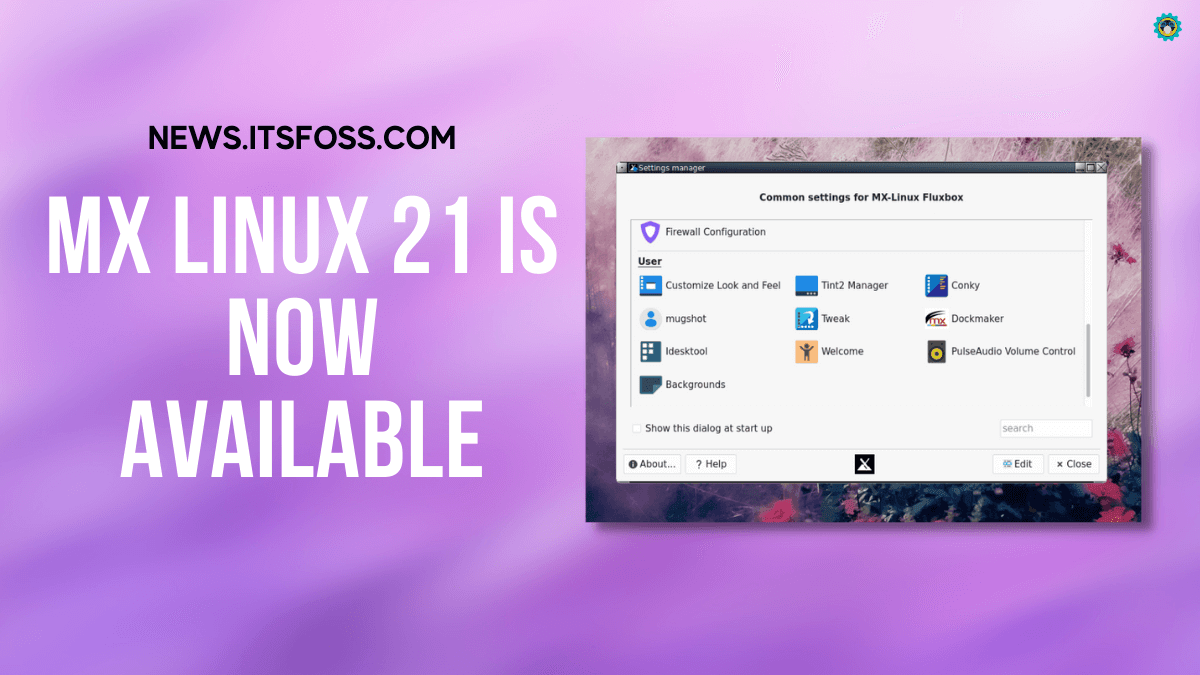 NEWS.ITSFOSS.COM
MX LINUX 21 IS
NOW
AVAILABLE
Settings manager
Common settings for MX-Linux Fluxbox
Firewall Configuration
User
Customize Look and Feel
Tint2 Manager
Conky
mugshot
Tweak
mx
Dockmaker
Idesktool
Welcome
PulseAudio Volume Control
Backgrounds
Show this dialog at start up
search
About...
? Help
Edit
Close